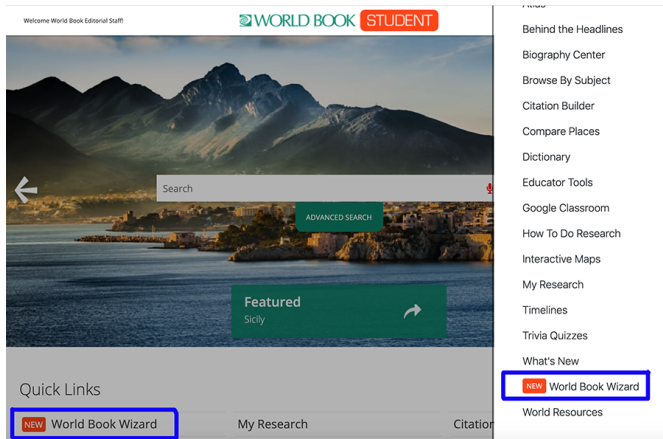 Welcome World Book Editorial Staff!
WORLD BOOK STUDENT
Search
ADVANCED SEARCH
Featured
Sicily
Quick Links
NEW World Book Wizard
My Research
Citation
Atlas
Behind the Headlines
Biography Center
Browse By Subject
Citation Builder
Compare Places
Dictionary
Educator Tools
Google Classroom
How To Do Research
Interactive Maps
My Research
Timelines
Trivia Quizzes
What's New
NEW World Book Wizard
World Resources